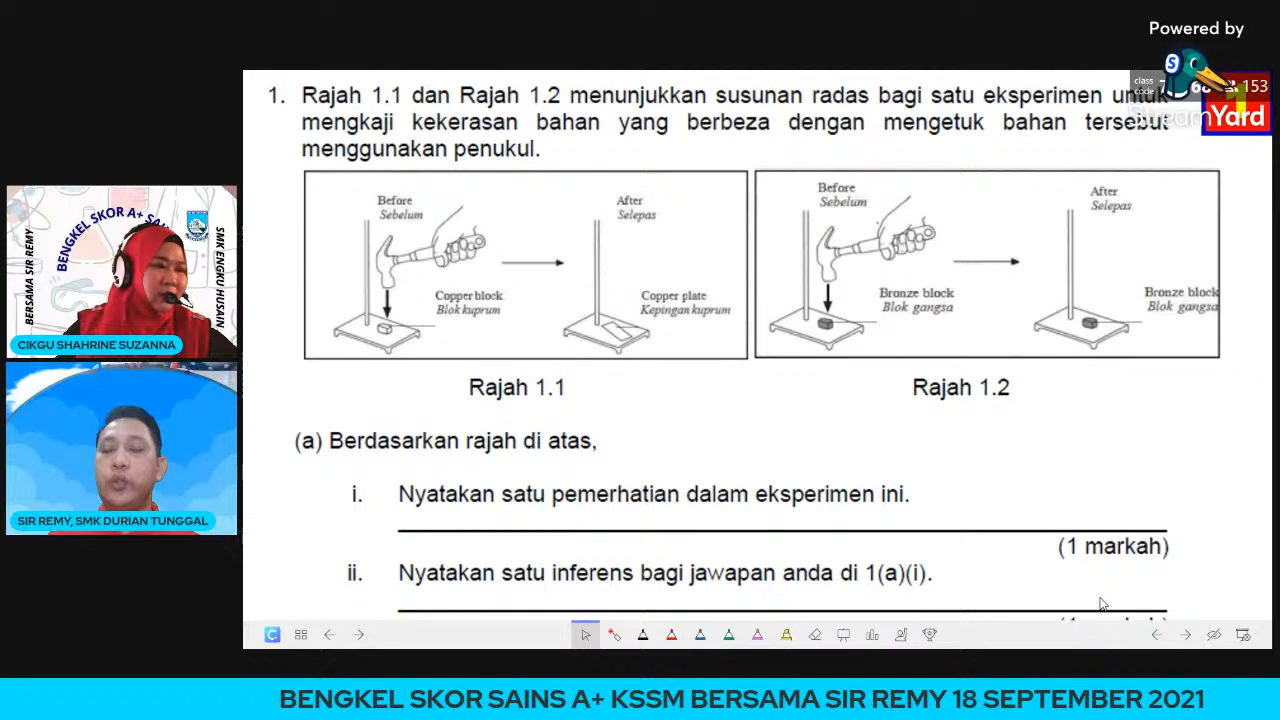 Powered by
class
code
153
StreamYard
1. Rajah 1.1 dan Rajah 1.2 menunjukkan susunan radas bagi satu eksperimen untuk
mengkaji kekerasan bahan yang berbeza dengan mengetuk bahan tersebut
menggunakan penukul.
Before
Sebelum
After
Selepas
Copper block
Blok kuprum
Copper plate
Kepingan kuprum
Before
Sebelum
After
Selepas
Bronze block
Blok gangsa
Bronze block
Blok gangsa
Rajah 1.1
Rajah 1.2
(a) Berdasarkan rajah di atas,
i. Nyatakan satu pemerhatian dalam eksperimen ini.
(1 markah)
ii. Nyatakan satu inferens bagi jawapan anda di 1(a)(i).
BENGKEL SKOR A+ SAI
BERSAMA SIR REMY
SMK ENGKU HUSAIN
CIKGU SHAHRINE SUZANNA
SIR REMY, SMK DURIAN TUNGGAL
BENGKEL SKOR SAINS A+ KSSM BERSAMA SIR REMY 18 SEPTEMBER 2021